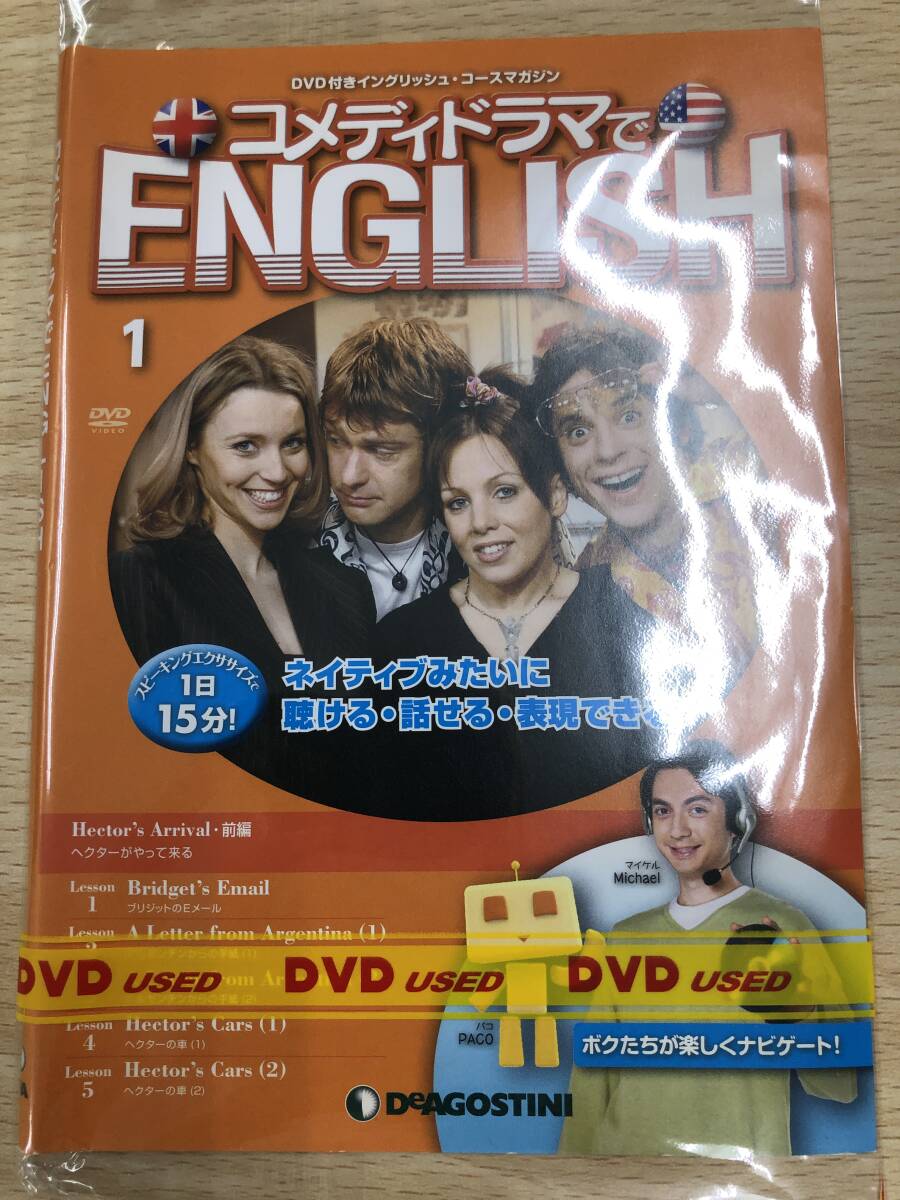 DVD付きイングリッシュ・コースマガジン
コメディドラマで
ENGLISH
1
DVD
VIDEO
スピーキングエクササイズで
1日
15分!
ネイティブみたいに
聴ける・話せる・表現できる
Hector's Arrival・前編
ヘクターがやって来る
Lesson 1 Bridget's Email
ブリジットのEメール
Lesson A Letter from Argentina (1)
マイケル
Michael
DVD USED DVD USED DVD USED
Lesson 4 Hector's Cars (1)
ヘクターの車 (1)
Lesson 5 Hector's Cars (2)
ヘクターの車 (2)
パコ
PACO
ボクたちが楽しくナビゲート!
DeAGOSTINI